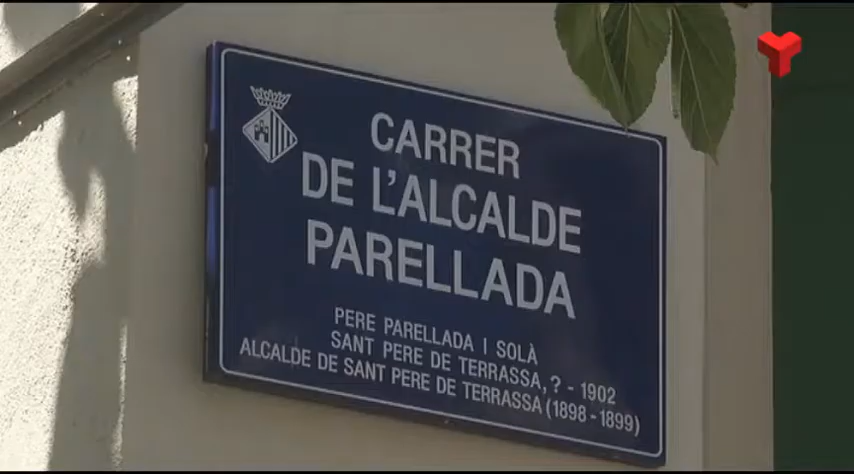 CARRER
DE L'ALCALDE
PARELLADA
PERE PARELLADA I SOLÀ
SANT PERE DE TERRASSA, ? - 1902
ALCALDE DE SANT PERE DE TERRASSA (1898 - 1899)